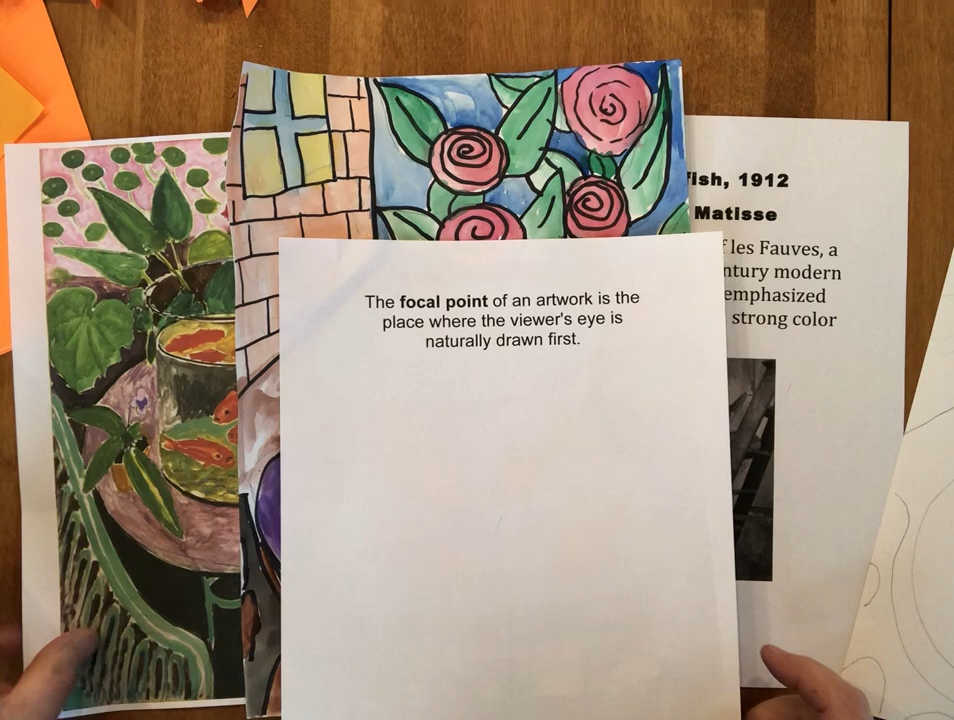 The focal point of an artwork is the
place where the viewer's eye is
naturally drawn first.
fish, 1912
Matisse
f les Fauves, a
ntury modern
emphasized
strong color